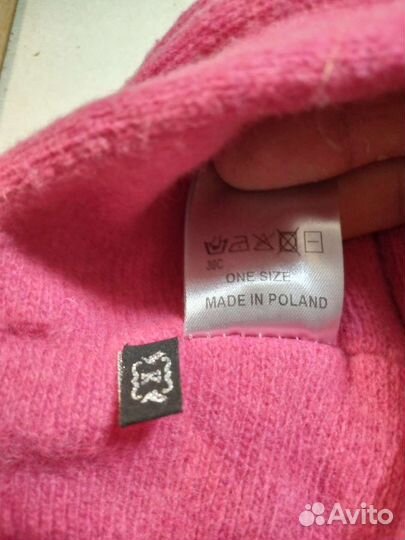 30C
ONE SIZE
MADE IN POLAND
K
Avito